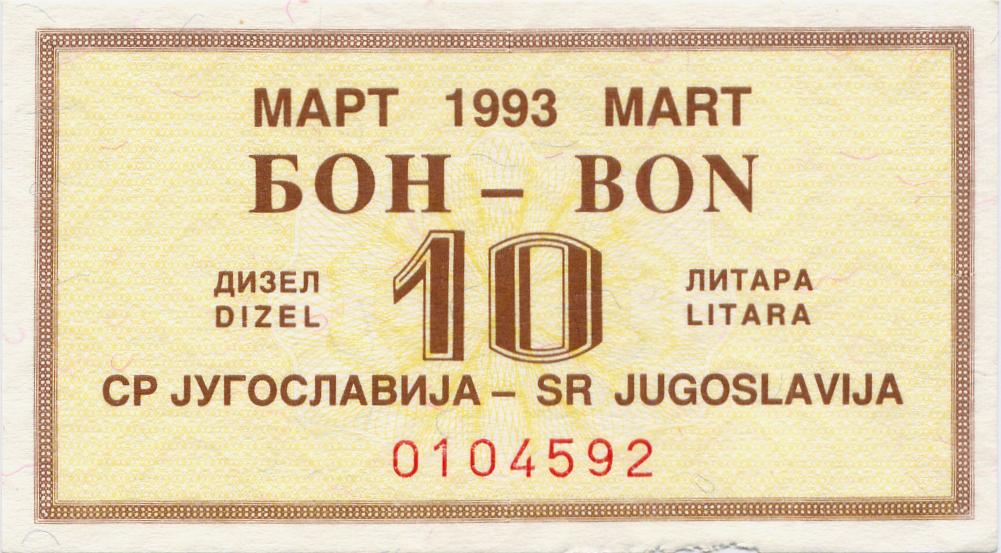 МАРТ 1993 MART
БОН – BON
10
ДИЗЕЛ
DIZEL
ЛИТАРА
LITARA
СР ЈУГОСЛАВИЈА – SR JUGOSLAVIJA
0104592